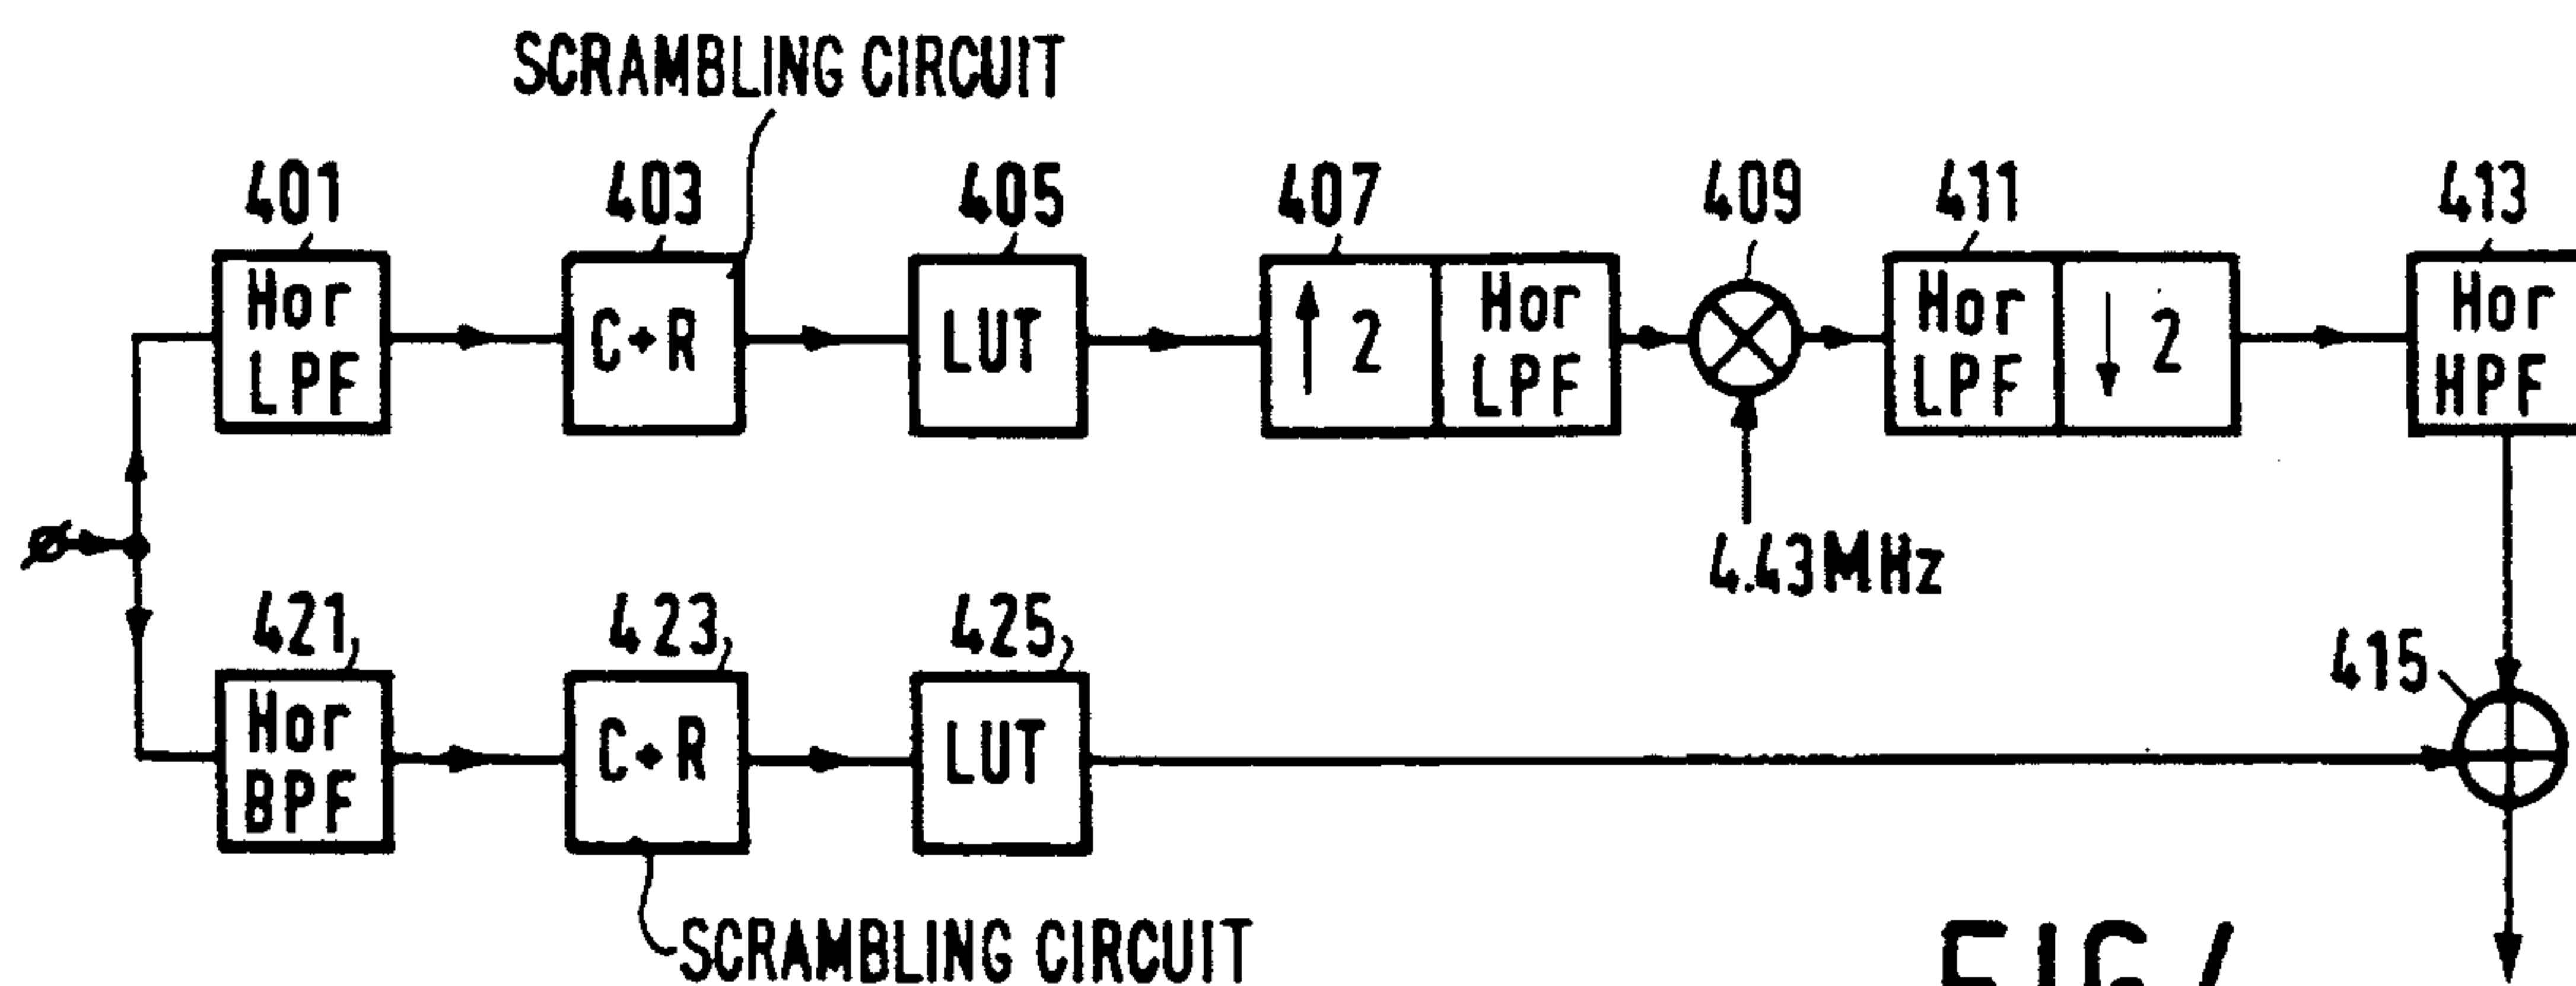 SCRAMBLING CIRCUIT
401 403 405 407 409 411 413
Hor LPF
C+R
LUT
↑ 2
Hor LPF
Hor LPF
↓ 2
Hor HPF
4.43MHz
421 423 425 415
Hor BPF
C+R
LUT
SCRAMBLING CIRCUIT